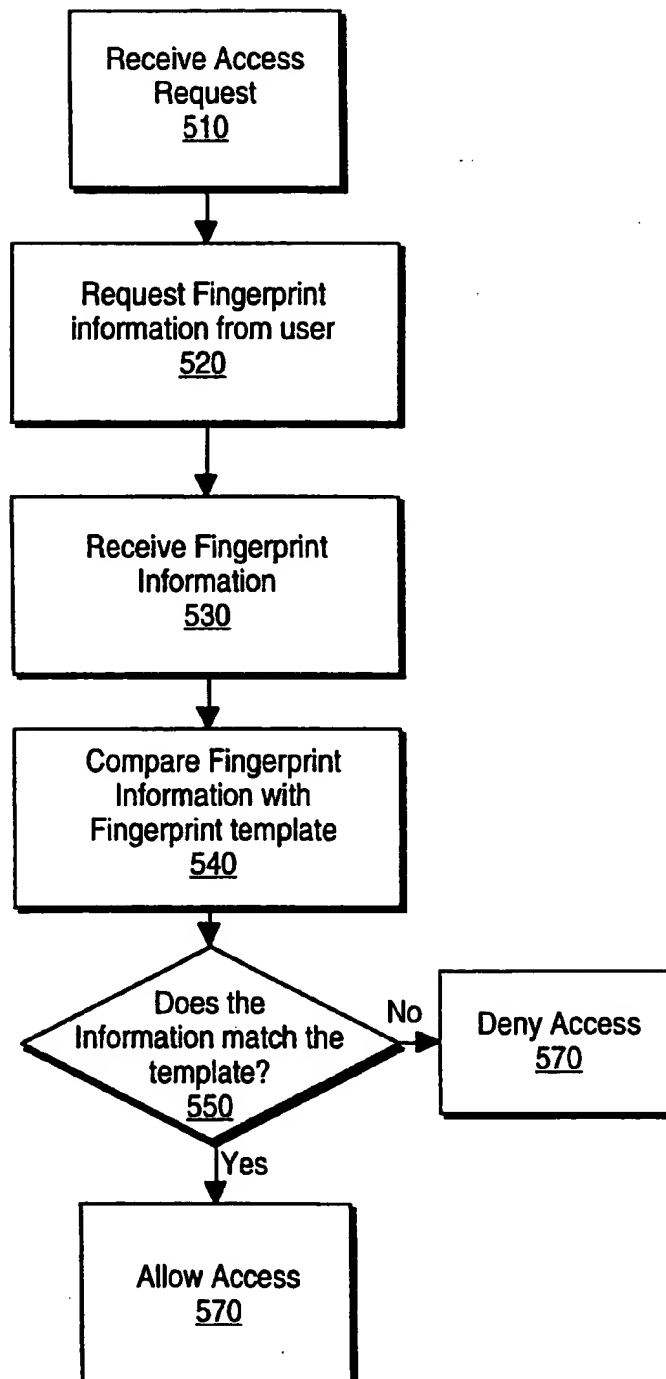 Receive Access
Request
510
Request Fingerprint
information from user
520
Receive Fingerprint
Information
530
Compare Fingerprint
Information with
Fingerprint template
540
Does the
Information match the
template?
550
No
Deny Access
570
Yes
Allow Access
570